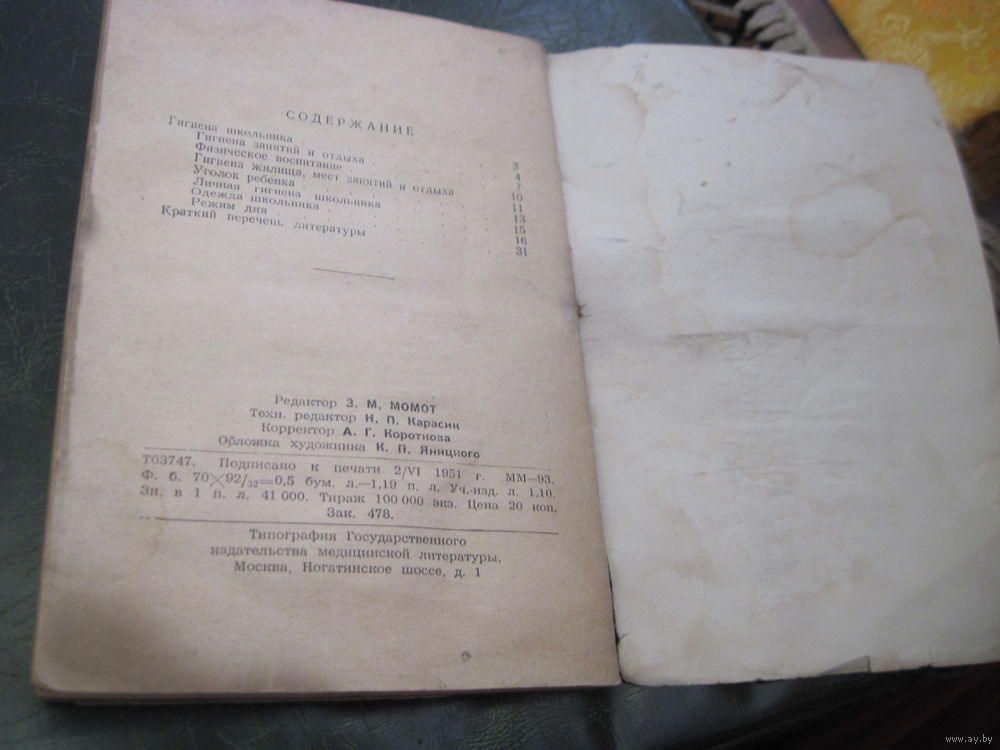 СОДЕРЖАНИЕ
Гигиена школьника . . . 3
Гигиена занятий и отдыха . . . 4
Физическое воспитание . . . 7
Гигиена жилища, мест занятий и отдыха . . . 10
Уголок ребенка . . . 11
Личная гигиена школьника . . . 13
Одежда школьника . . . 15
Режим дня . . . 16
Краткий перечень литературы . . . 31
Редактор З. М. МОМОТ
Техн. редактор Н. П. Карасик
Корректор А. Г. Короткова
Обложка художника К. П. Яницкого
Т03747. Подписано к печати 2/VI 1951 г. ММ—93.
Ф. б. 70×92/32=0,5 бум. л.—1,19 п. л. Уч.-изд. л. 1,10.
Зн. в 1 п. л. 41 000. Тираж 100 000 экз. Цена 20 коп.
Зак. 478.
Типография Государственного
издательства медицинской литературы,
Москва, Ногатинское шоссе, д. 1
www.ay.by